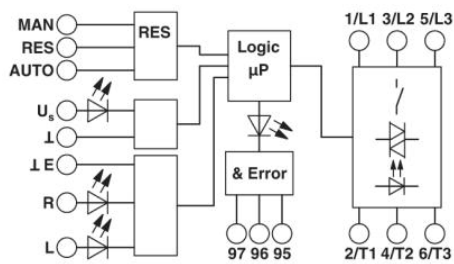 MAN
RES
AUTO
RES
Us
⊥
⊥ E
R
L
Logic
µP
& Error
97 96 95
1/L1 3/L2 5/L3
2/T1 4/T2 6/T3